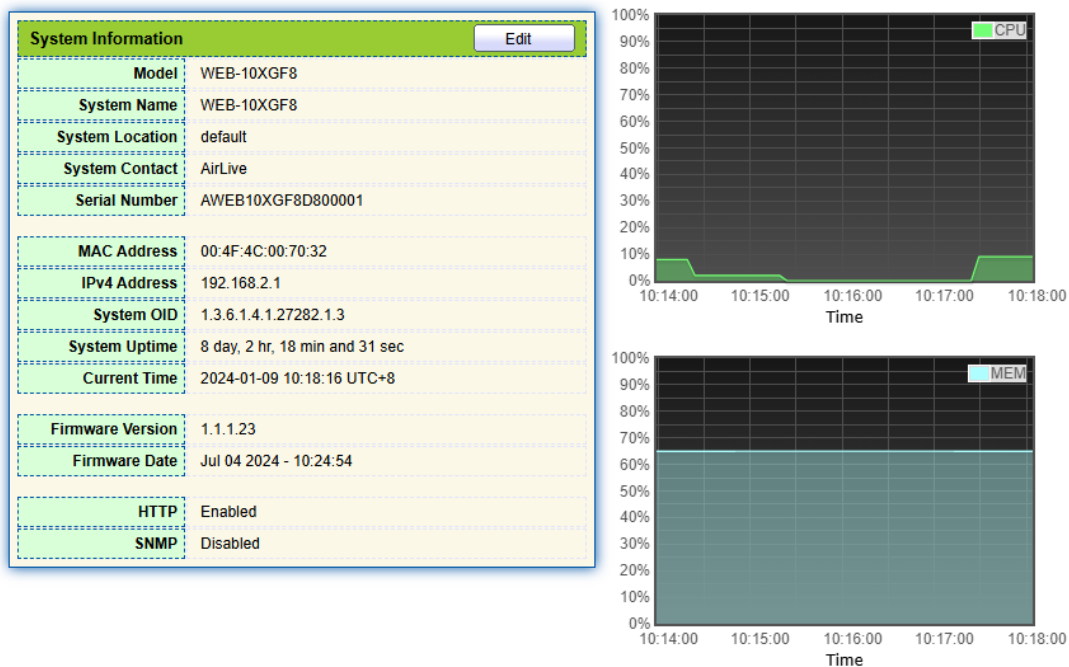 System Information Edit
Model WEB-10XGF8
System Name WEB-10XGF8
System Location default
System Contact AirLive
Serial Number AWEB10XGF8D800001
MAC Address 00:4F:4C:00:70:32
IPv4 Address 192.168.2.1
System OID 1.3.6.1.4.1.27282.1.3
System Uptime 8 day, 2 hr, 18 min and 31 sec
Current Time 2024-01-09 10:18:16 UTC+8
Firmware Version 1.1.1.23
Firmware Date Jul 04 2024 - 10:24:54
HTTP Enabled
SNMP Disabled
100%
CPU
90%
80%
70%
60%
50%
40%
30%
20%
10%
0%
10:14:00 10:15:00 10:16:00 10:17:00 10:18:00
Time
100%
MEM
90%
80%
70%
60%
50%
40%
30%
20%
10%
0%
10:14:00 10:15:00 10:16:00 10:17:00 10:18:00
Time